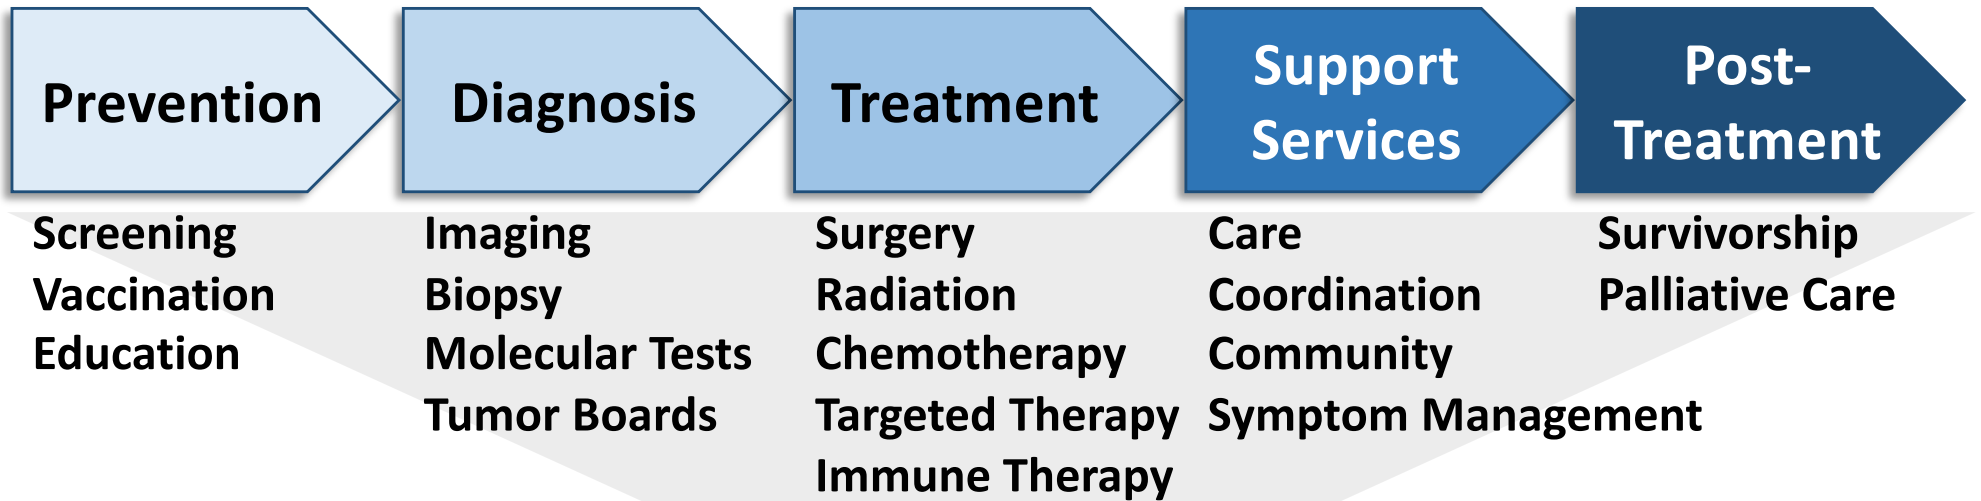 Prevention
Diagnosis
Treatment
Support
Services
Post-
Treatment
Screening
Vaccination
Education
Imaging
Biopsy
Molecular Tests
Tumor Boards
Surgery
Radiation
Chemotherapy
Targeted Therapy
Immune Therapy
Care
Coordination
Community
Symptom Management
Survivorship
Palliative Care